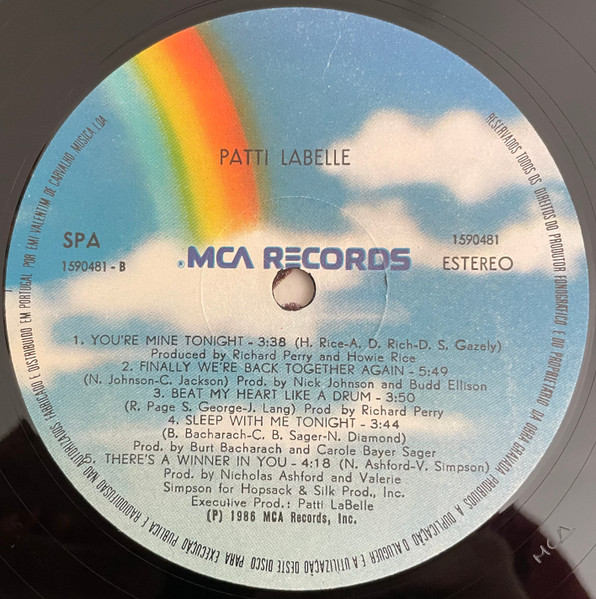 PATTI LABELLE
SPA
1590481 - B
®MCA RECORDS
1590481
ESTEREO
1. YOU'RE MINE TONIGHT - 3:38 (H. Rice-A. D. Rich-D. S. Gazely)
Produced by Richard Perry and Howie Rice
2. FINALLY WE'RE BACK TOGETHER AGAIN - 5:49
(N. Johnson-C. Jackson) Prod. by Nick Johnson and Budd Ellison
3. BEAT MY HEART LIKE A DRUM - 3:50
(R. Page S. George-J. Lang) Prod by Richard Perry
4. SLEEP WITH ME TONIGHT - 3:44
(B. Bacharach-C. B. Sager-N. Diamond)
Prod. by Burt Bacharach and Carole Bayer Sager
5. THERE'S A WINNER IN YOU - 4:18 (N. Ashford-V. Simpson)
Prod. by Nicholas Ashford and Valerie
Simpson for Hopsack & Silk Prod., Inc.
Executive Prod.: Patti LaBelle
(P) 1986 MCA Records, Inc.
FABRICADO E DISTRIBUIDO EM PORTUGAL POR EMI-VALENTIM DE CARVALHO, MUSICA LDA
RESERVADOS TODOS OS DIREITOS DO PRODUTOR FONOGRÁFICO E DO PROPRIETARIO DA OBRA GRAVADA PROIBIDOS A DUPLICAÇÃO O ALUGUER E A UTILIZAÇÃO DESTE DISCO PARA EXECUÇÃO PUBLICA E RADIODIFUSÃO NÃO AUTORIZADOS
MCA